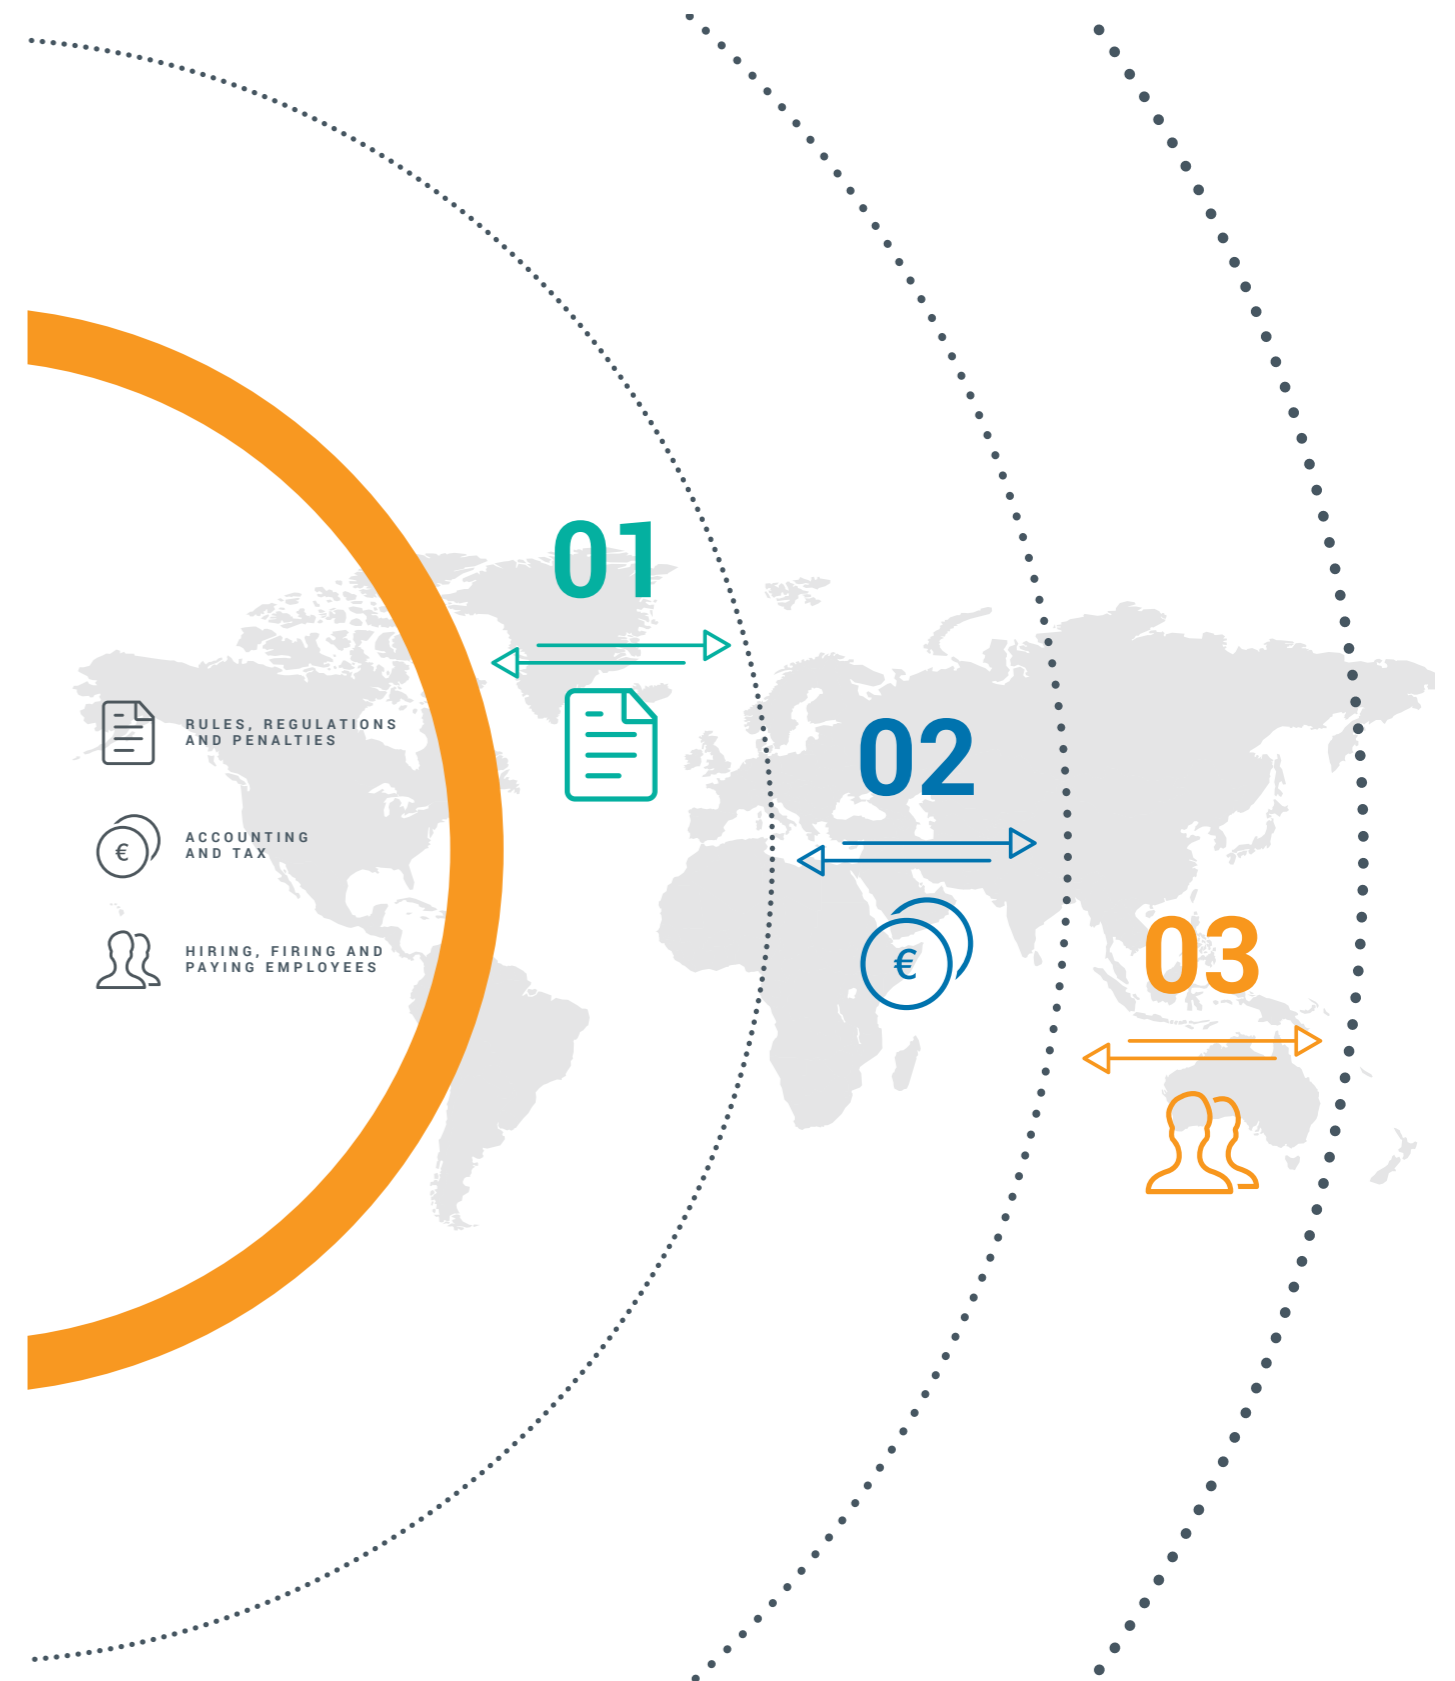 01
02
03
RULES, REGULATIONS
AND PENALTIES
€
ACCOUNTING
AND TAX
€
HIRING, FIRING AND
PAYING EMPLOYEES